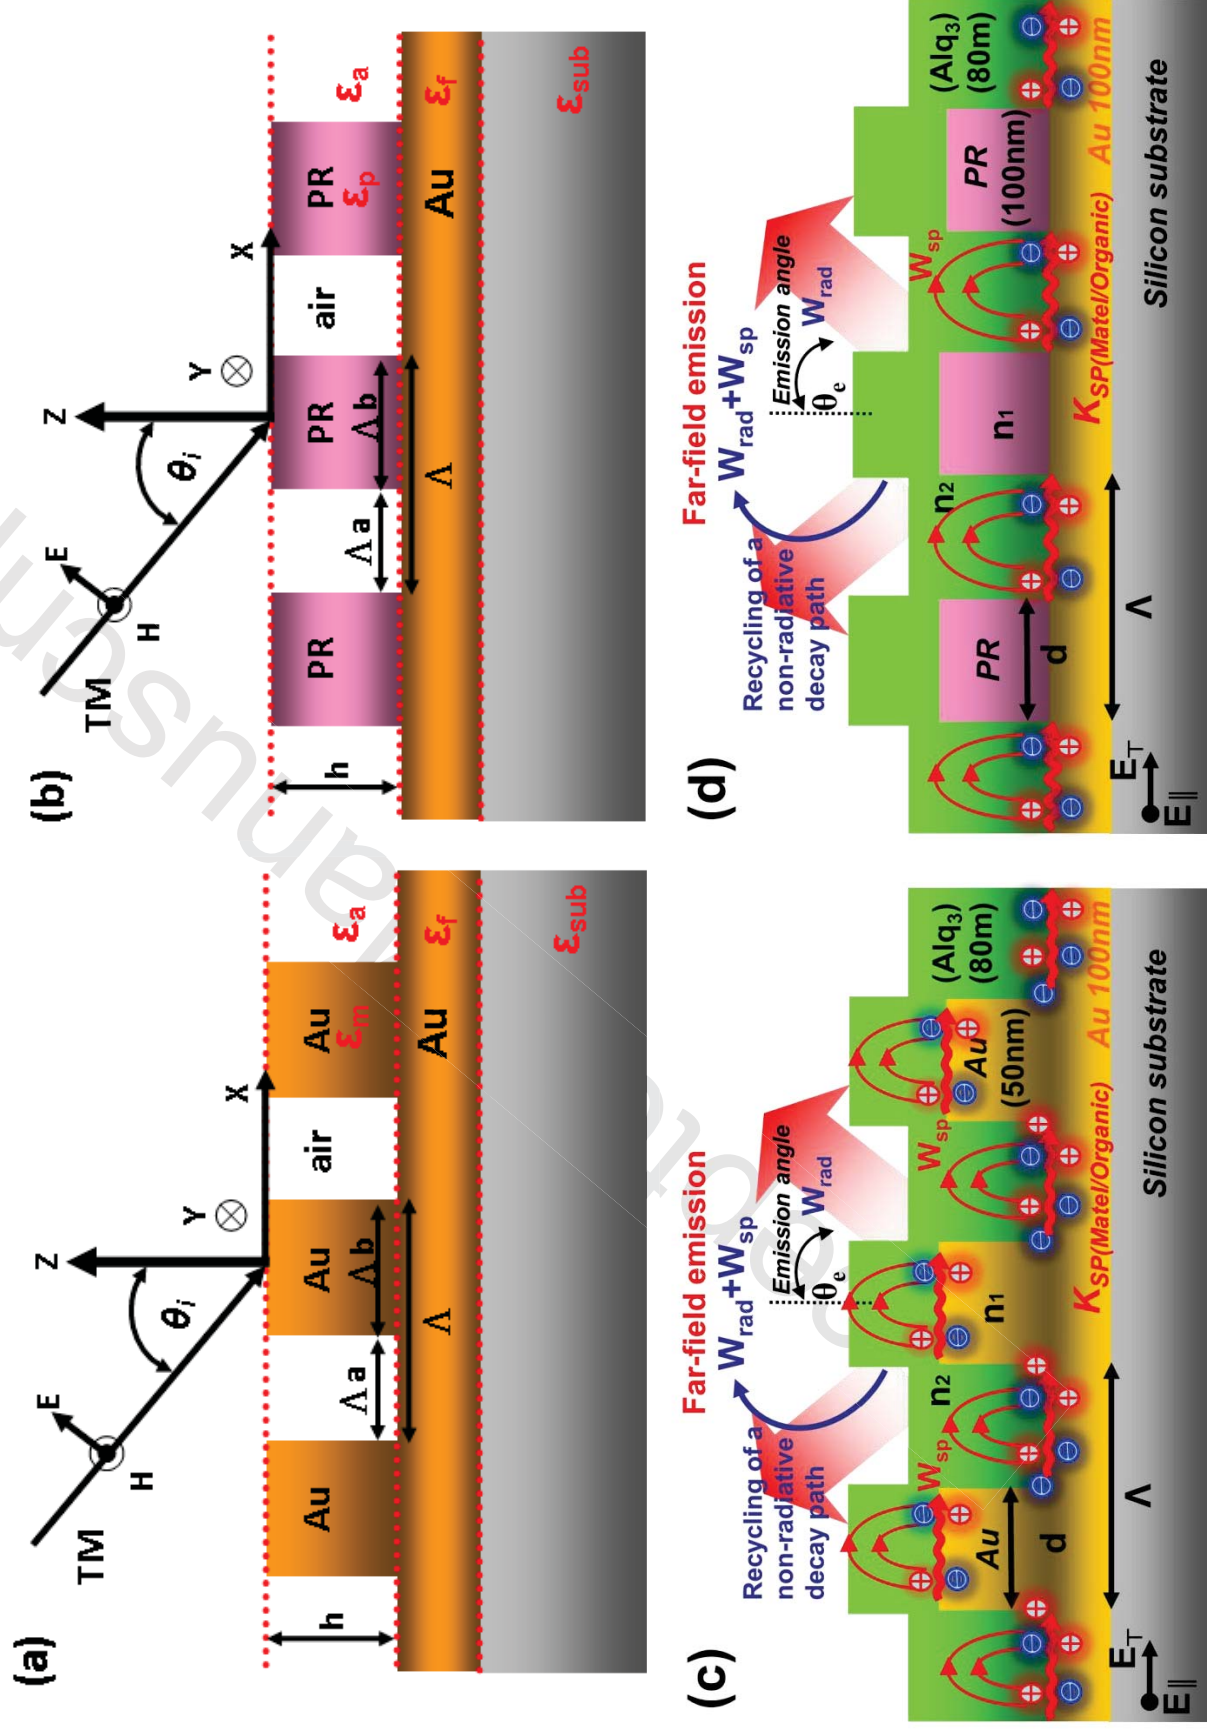 (a)
TM
E
H
θi
Z
Y
X
h
Au
Au
air
Au
εm
εa
Λa
Λb
Λ
Au
εf
εsub
(b)
TM
E
H
θi
Z
Y
X
h
PR
PR
air
PR
εp
εa
Λa
Λb
Λ
Au
εf
εsub
(c)
Far-field emission
Recycling of a
non-radiative
decay path
Wrad+Wsp
Emission angle
θe
Wrad
Wsp
n2
Wsp
(Alq3)
(80m)
Au
n1
Au
(50nm)
d
Λ
KSP(Matel/Organic)
Au 100nm
E⊤
E||
Silicon substrate
(d)
Far-field emission
Recycling of a
non-radiative
decay path
Wrad+Wsp
Emission angle
θe
Wrad
n2
Wsp
(Alq3)
(80m)
PR
n1
PR
(100nm)
d
Λ
KSP(Matel/Organic)
Au 100nm
E⊤
E||
Silicon substrate